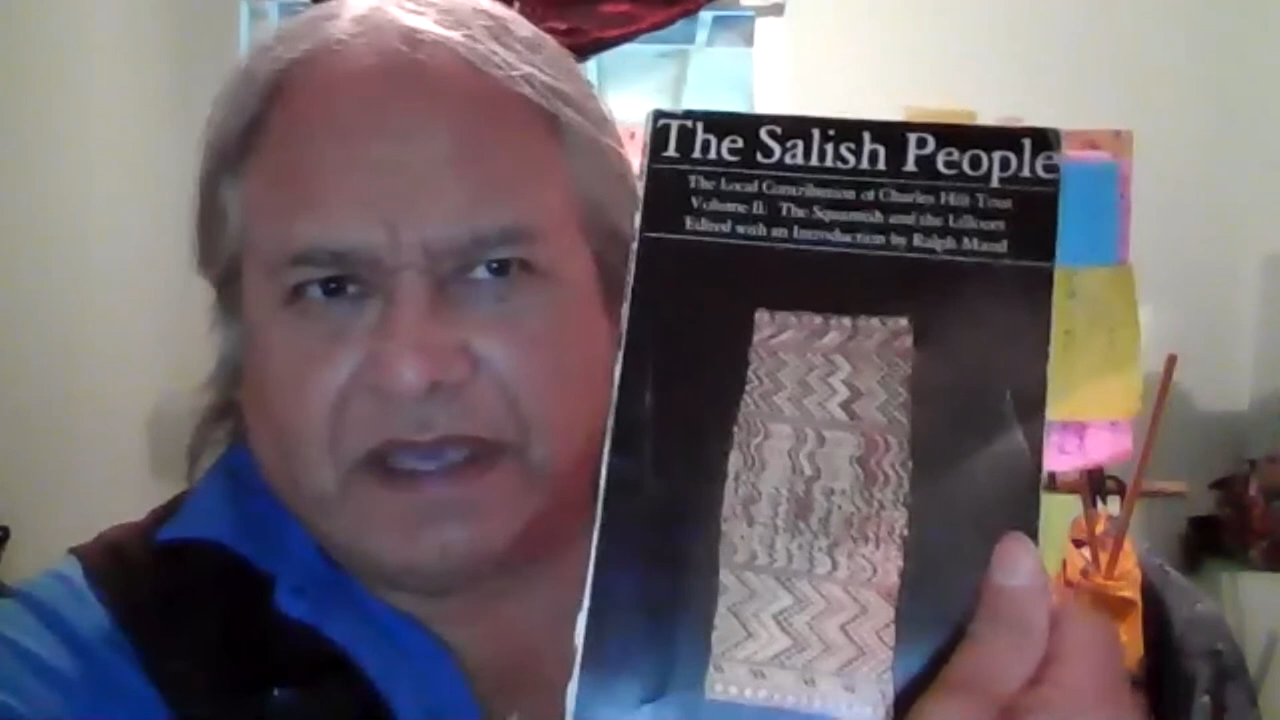 The Salish People
The Local Contribution of Charles Hill-Tout
Volume II: The Squamish and the Lillooet
Edited with an Introduction by Ralph Maud